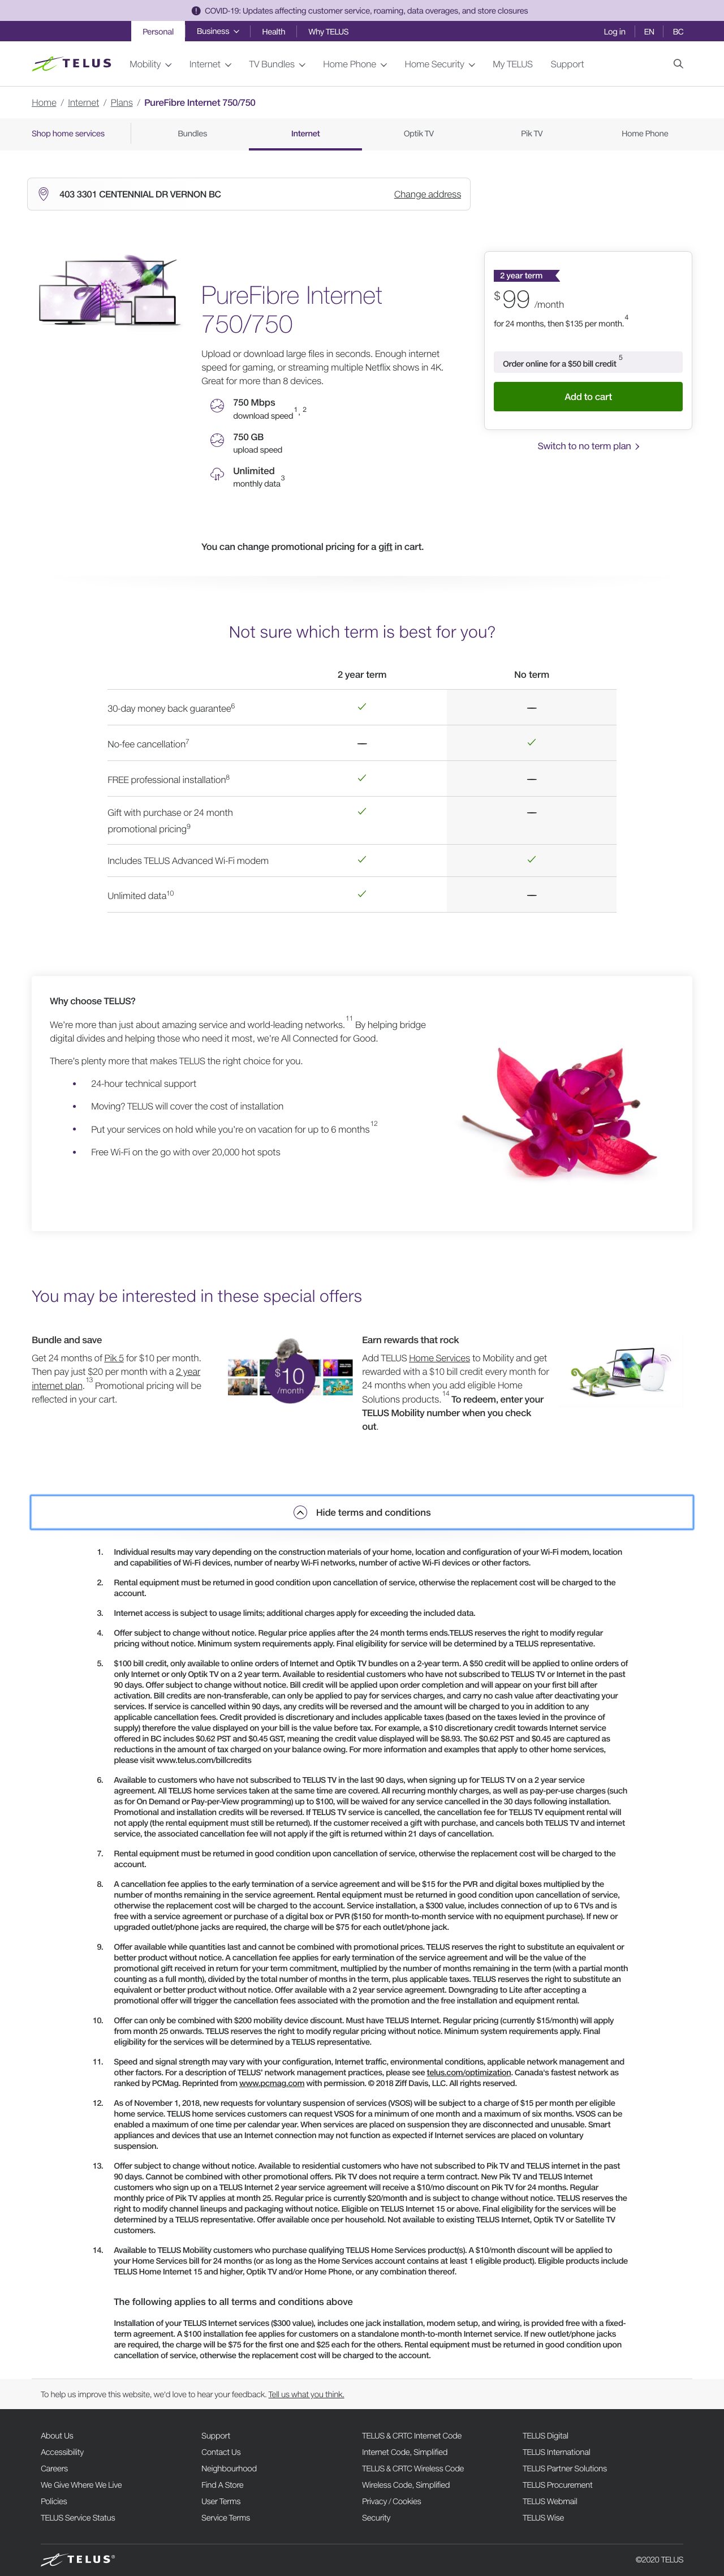 COVID-19: Updates affecting customer service, roaming, data overages, and store closures
Personal
Business
Health
Why TELUS
Log in
EN
BC
TELUS
Mobility
Internet
TV Bundles
Home Phone
Home Security
My TELUS
Support
Home / Internet / Plans / PureFibre Internet 750/750
Shop home services
Bundles
Internet
Optik TV
Pik TV
Home Phone
403 3301 CENTENNIAL DR VERNON BC
Change address
PureFibre Internet
750/750
Upload or download large files in seconds. Enough internet
speed for gaming, or streaming multiple Netflix shows in 4K.
Great for more than 8 devices.
750 Mbps
download speed 1, 2
750 GB
upload speed
Unlimited
monthly data 3
You can change promotional pricing for a gift in cart.
2 year term
$99 /month
for 24 months, then $135 per month. 4
Order online for a $50 bill credit 5
Add to cart
Switch to no term plan
Not sure which term is best for you?
2 year term
No term
30-day money back guarantee6
No-fee cancellation7
FREE professional installation8
Gift with purchase or 24 month
promotional pricing9
Includes TELUS Advanced Wi-Fi modem
Unlimited data10
Why choose TELUS?
We're more than just about amazing service and world-leading networks. 11 By helping bridge
digital divides and helping those who need it most, we're All Connected for Good.
There's plenty more that makes TELUS the right choice for you.
• 24-hour technical support
• Moving? TELUS will cover the cost of installation
• Put your services on hold while you're on vacation for up to 6 months 12
• Free Wi-Fi on the go with over 20,000 hot spots
You may be interested in these special offers
Bundle and save
Get 24 months of Pik 5 for $10 per month.
Then pay just $20 per month with a 2 year
internet plan. 13 Promotional pricing will be
reflected in your cart.
$10
/month
Earn rewards that rock
Add TELUS Home Services to Mobility and get
rewarded with a $10 bill credit every month for
24 months when you add eligible Home
Solutions products. 14 To redeem, enter your
TELUS Mobility number when you check
out.
Hide terms and conditions
1. Individual results may vary depending on the construction materials of your home, location and configuration of your Wi-Fi modem, location
and capabilities of Wi-Fi devices, number of nearby Wi-Fi networks, number of active Wi-Fi devices or other factors.
2. Rental equipment must be returned in good condition upon cancellation of service, otherwise the replacement cost will be charged to the
account.
3. Internet access is subject to usage limits; additional charges apply for exceeding the included data.
4. Offer subject to change without notice. Regular price applies after the 24 month terms ends.TELUS reserves the right to modify regular
pricing without notice. Minimum system requirements apply. Final eligibility for service will be determined by a TELUS representative.
5. $100 bill credit, only available to online orders of Internet and Optik TV bundles on a 2-year term. A $50 credit will be applied to online orders of
only Internet or only Optik TV on a 2 year term. Available to residential customers who have not subscribed to TELUS TV or Internet in the past
90 days. Offer subject to change without notice. Bill credit will be applied upon order completion and will appear on your first bill after
activation. Bill credits are non-transferable, can only be applied to pay for services charges, and carry no cash value after deactivating your
services. If service is cancelled within 90 days, any credits will be reversed and the amount will be charged to you in addition to any
applicable cancellation fees. Credit provided is discretionary and includes applicable taxes (based on the taxes levied in the province of
supply) therefore the value displayed on your bill is the value before tax. For example, a $10 discretionary credit towards Internet service
offered in BC includes $0.62 PST and $0.45 GST, meaning the credit value displayed will be $8.93. The $0.62 PST and $0.45 are captured as
reductions in the amount of tax charged on your balance owing. For more information and examples that apply to other home services,
please visit www.telus.com/billcredits
6. Available to customers who have not subscribed to TELUS TV in the last 90 days, when signing up for TELUS TV on a 2 year service
agreement. All TELUS home services taken at the same time are covered. All recurring monthly charges, as well as pay-per-use charges (such
as for On Demand or Pay-per-View programming) up to $100, will be waived for any service cancelled in the 30 days following installation.
Promotional and installation credits will be reversed. If TELUS TV service is cancelled, the cancellation fee for TELUS TV equipment rental will
not apply (the rental equipment must still be returned). If the customer received a gift with purchase, and cancels both TELUS TV and internet
service, the associated cancellation fee will not apply if the gift is returned within 21 days of cancellation.
7. Rental equipment must be returned in good condition upon cancellation of service, otherwise the replacement cost will be charged to the
account.
8. A cancellation fee applies to the early termination of a service agreement and will be $15 for the PVR and digital boxes multiplied by the
number of months remaining in the service agreement. Rental equipment must be returned in good condition upon cancellation of service,
otherwise the replacement cost will be charged to the account. Service installation, a $300 value, includes connection of up to 6 TVs and is
free with a service agreement or purchase of a digital box or PVR ($150 for month-to-month service with no equipment purchase). If new or
upgraded outlet/phone jacks are required, the charge will be $75 for each outlet/phone jack.
9. Offer available while quantities last and cannot be combined with promotional pricing. TELUS reserves the right to substitute an equivalent or
better product without notice. A cancellation fee applies for early termination of the service agreement and will be the value of the
promotional gift received in return for your term commitment, multiplied by the number of months remaining in the term (with a partial month
counting as a full month), divided by the total number of months in the term, plus applicable taxes. TELUS reserves the right to substitute an
equivalent or better product without notice. Offer available with a 2 year service agreement. Downgrading to Lite after accepting a
promotional offer will trigger the cancellation fees associated with the promotion and the free installation and equipment rental.
10. Offer can only be combined with $200 mobility device discount. Must have TELUS Internet. Regular pricing (currently $15/month) will apply
from month 25 onwards. TELUS reserves the right to modify regular pricing without notice. Minimum system requirements apply. Final
eligibility for the services will be determined by a TELUS representative.
11. Speed and signal strength may vary with your configuration, Internet traffic, environmental conditions, applicable network management and
other factors. For a description of TELUS' network management practices, please see telus.com/optimization. Canada's fastest network as
ranked by PCMag. Reprinted from www.pcmag.com with permission. © 2018 Ziff Davis, LLC. All rights reserved.
12. As of November 1, 2018, new requests for voluntary suspension of services (VSOS) will be subject to a charge of $15 per month per eligible
home service. TELUS home services customers can request VSOS for a minimum of one month and a maximum of six months. VSOS can be
enabled a maximum of one time per calendar year. When services are placed on suspension they are disconnected and unusable. Smart
appliances and devices that use an Internet connection may not function as expected if Internet services are placed on voluntary
suspension.
13. Offer subject to change without notice. Available to residential customers who have not subscribed to Pik TV and TELUS internet in the past
90 days. Cannot be combined with other promotional offers. Pik TV does not require a term contract. New Pik TV and TELUS Internet
customers who sign up on a TELUS Internet 2 year service agreement will receive a $10/mo discount on Pik TV for 24 months. Regular
monthly price of Pik TV applies at month 25. Regular price is currently $20/month and is subject to change without notice. TELUS reserves the
right to modify channel lineups and packaging without notice. Eligible on TELUS Internet 15 or above. Final eligibility for the services will be
determined by a TELUS representative. Offer available once per household. Not available to existing TELUS Internet, Optik TV or Satellite TV
customers.
14. Available to TELUS Mobility customers who purchase qualifying TELUS Home Services product(s). A $10/month discount will be applied to
your Home Services bill for 24 months (or as long as the Home Services account contains at least 1 eligible product). Eligible products include
TELUS Home Internet 15 and higher, Optik TV and/or Home Phone, or any combination thereof.
The following applies to all terms and conditions above
Installation of your TELUS Internet services ($300 value), includes one jack installation, modem setup, and wiring, is provided free with a fixed-
term agreement. A $100 installation fee applies for customers on a standalone month-to-month Internet service. If new outlet/phone jacks
are required, the charge will be $75 for the first one and $25 each for the others. Rental equipment must be returned in good condition upon
cancellation of service, otherwise the replacement cost will be charged to the account.
To help us improve this website, we'd love to hear your feedback. Tell us what you think.
About Us
Accessibility
Careers
We Give Where We Live
Policies
TELUS Service Status
Support
Contact Us
Neighbourhood
Find A Store
User Terms
Service Terms
TELUS & CRTC Internet Code
Internet Code, Simplified
TELUS & CRTC Wireless Code
Wireless Code, Simplified
Privacy / Cookies
Security
TELUS Digital
TELUS International
TELUS Partner Solutions
TELUS Procurement
TELUS Webmail
TELUS Wise
TELUS®
©2020 TELUS